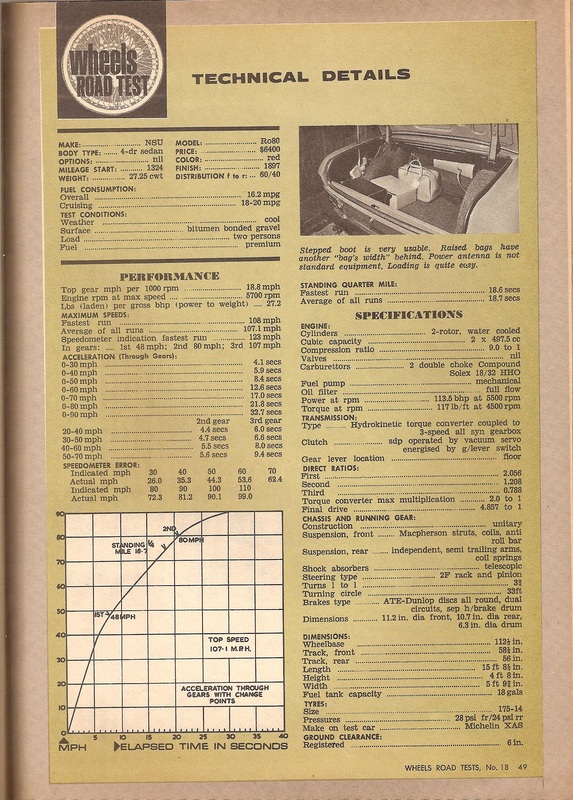 wheels
ROAD TEST
TECHNICAL DETAILS
MAKE: NSU
BODY TYPE: 4-dr sedan
OPTIONS: nil
MILEAGE START: 1324
WEIGHT: 27.25 cwt
MODEL: Ro80
PRICE: $6400
COLOR: red
FINISH: 1897
DISTRIBUTION f to r: 60/40
FUEL CONSUMPTION:
Overall 16.2 mpg
Cruising 18-20 mpg
TEST CONDITIONS:
Weather cool
Surface bitumen bonded gravel
Load two persons
Fuel premium
PERFORMANCE
Top gear mph per 1000 rpm 18.8 mph
Engine rpm at max speed 5700 rpm
Lbs (laden) per gross bhp (power to weight) 27.2
MAXIMUM SPEEDS:
Fastest run 108 mph
Average of all runs 107.1 mph
Speedometer indication fastest run 123 mph
In gears: 1st 48 mph; 2nd 80 mph; 3rd 107 mph
ACCELERATION (Through Gears):
0-30 mph 4.1 secs
0-40 mph 5.9 secs
0-50 mph 8.4 secs
0-60 mph 12.6 secs
0-70 mph 17.0 secs
0-80 mph 21.8 secs
0-90 mph 32.7 secs
2nd gear 3rd gear
20-40 mph 4.4 secs 6.0 secs
30-50 mph 4.7 secs 6.6 secs
40-60 mph 5.5 secs 8.0 secs
50-70 mph 5.6 secs 9.4 secs
SPEEDOMETER ERROR:
Indicated mph 30 40 50 60 70
Actual mph 26.0 35.3 44.3 53.6 62.4
Indicated mph 80 90 100 110
Actual mph 72.3 81.2 90.1 99.0
90
80
70
60
50
40
30
20
10
0
STANDING ¼
MILE 18·7
2ND
80MPH
1ST
48MPH
TOP SPEED
107·1 M.P.H.
ACCELERATION THROUGH
GEARS WITH CHANGE
POINTS
0 5 10 15 20 25 30 35 40
MPH ELAPSED TIME IN SECONDS
Stepped boot is very usable. Raised bags have
another "bag's width" behind. Power antenna is not
standard equipment. Loading is quite easy.
STANDING QUARTER MILE:
Fastest run 18.6 secs
Average of all runs 18.7 secs
SPECIFICATIONS
ENGINE:
Cylinders 2-rotor, water cooled
Cubic capacity 2 x 497.5 cc
Compression ratio 9.0 to 1
Valves nil
Carburettors 2 double choke Compound
Solex 18/32 HHO
Fuel pump mechanical
Oil filter full flow
Power at rpm 113.5 bhp at 5500 rpm
Torque at rpm 117 lb/ft at 4500 rpm
TRANSMISSION:
Type Hydrokinetic torque converter coupled to
3-speed all syn gearbox
Clutch sdp operated by vacuum servo
energised by g/lever switch
Gear lever location floor
DIRECT RATIOS:
First 2.056
Second 1.208
Third 0.788
Torque converter max multiplication 2.0 to 1
Final drive 4.857 to 1
CHASSIS AND RUNNING GEAR:
Construction unitary
Suspension, front Macpherson struts, coils, anti
roll bar
Suspension, rear independent, semi trailing arms,
coil springs
Shock absorbers telescopic
Steering type 2F rack and pinion
Turns 1 to 1 3¾
Turning circle 33ft
Brakes type ATE-Dunlop discs all round, dual
circuits, sep h/brake drum
Dimensions 11.2 in. dia front, 10.7 in. dia rear,
6.3 in. dia drum
DIMENSIONS:
Wheelbase 112½ in.
Track, front 58½ in.
Track, rear 56 in.
Length 15 ft 8½ in.
Height 4 ft 8 in.
Width 5 ft 9¾ in.
Fuel tank capacity 18 gals
TYRES:
Size 175-14
Pressures 28 psi fr/24 psi rr
Make on test car Michelin XAS
GROUND CLEARANCE:
Registered 6 in.
WHEELS ROAD TESTS, No. 18 49